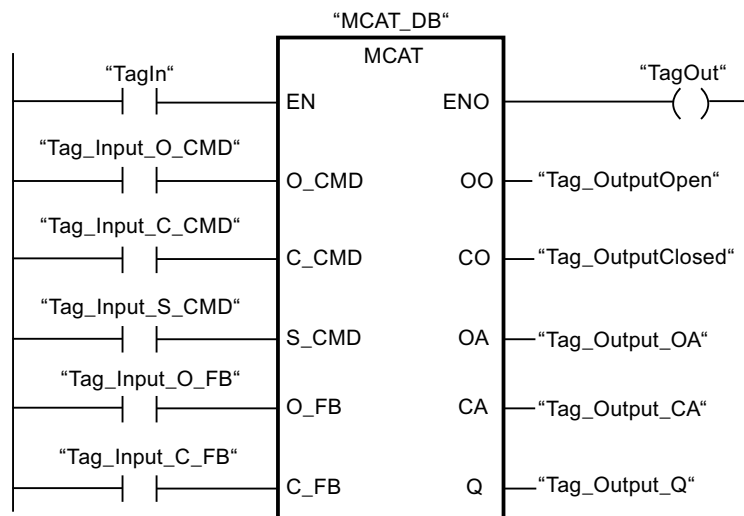 “MCAT_DB“
MCAT
“TagIn“
EN
ENO
“TagOut“
“Tag_Input_O_CMD“
O_CMD
OO
“Tag_OutputOpen“
“Tag_Input_C_CMD“
C_CMD
CO
“Tag_OutputClosed“
“Tag_Input_S_CMD“
S_CMD
OA
“Tag_Output_OA“
“Tag_Input_O_FB“
O_FB
CA
“Tag_Output_CA“
“Tag_Input_C_FB“
C_FB
Q
“Tag_Output_Q“